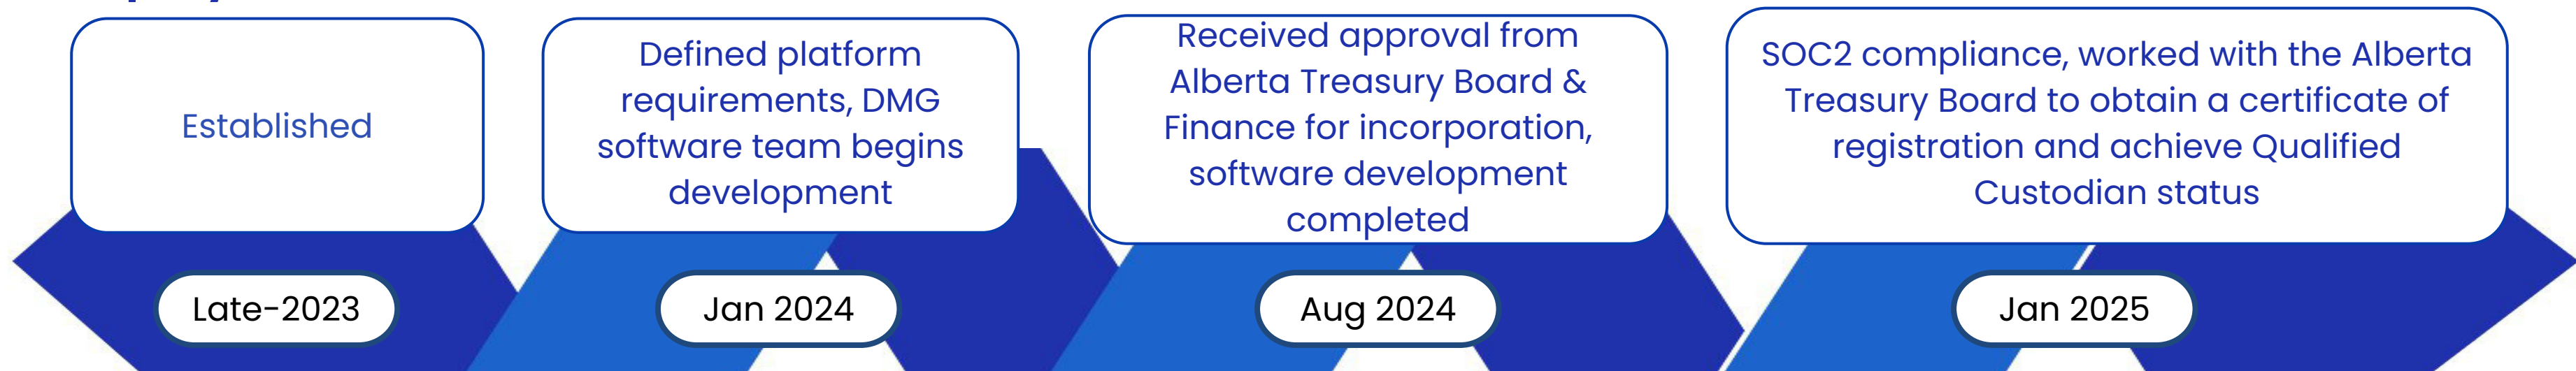 Established
Late-2023
Defined platform
requirements, DMG
software team begins
development
Jan 2024
Received approval from
Alberta Treasury Board &
Finance for incorporation,
software development
completed
Aug 2024
SOC2 compliance, worked with the Alberta
Treasury Board to obtain a certificate of
registration and achieve Qualified
Custodian status
Jan 2025